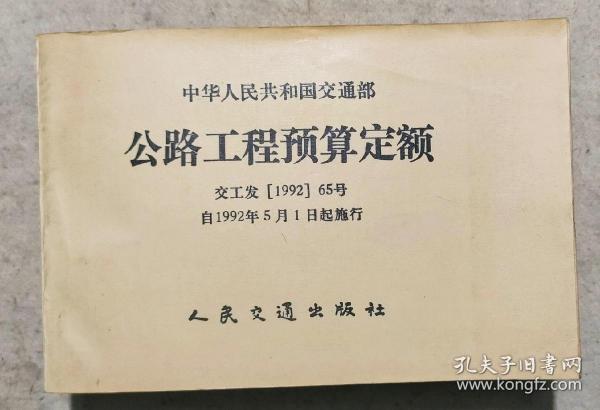 中华人民共和国交通部
公路工程预算定额
交工发［1992］65号
自1992年5月1日起施行
人民交通出版社
孔夫子旧书网
www.kongfz.com